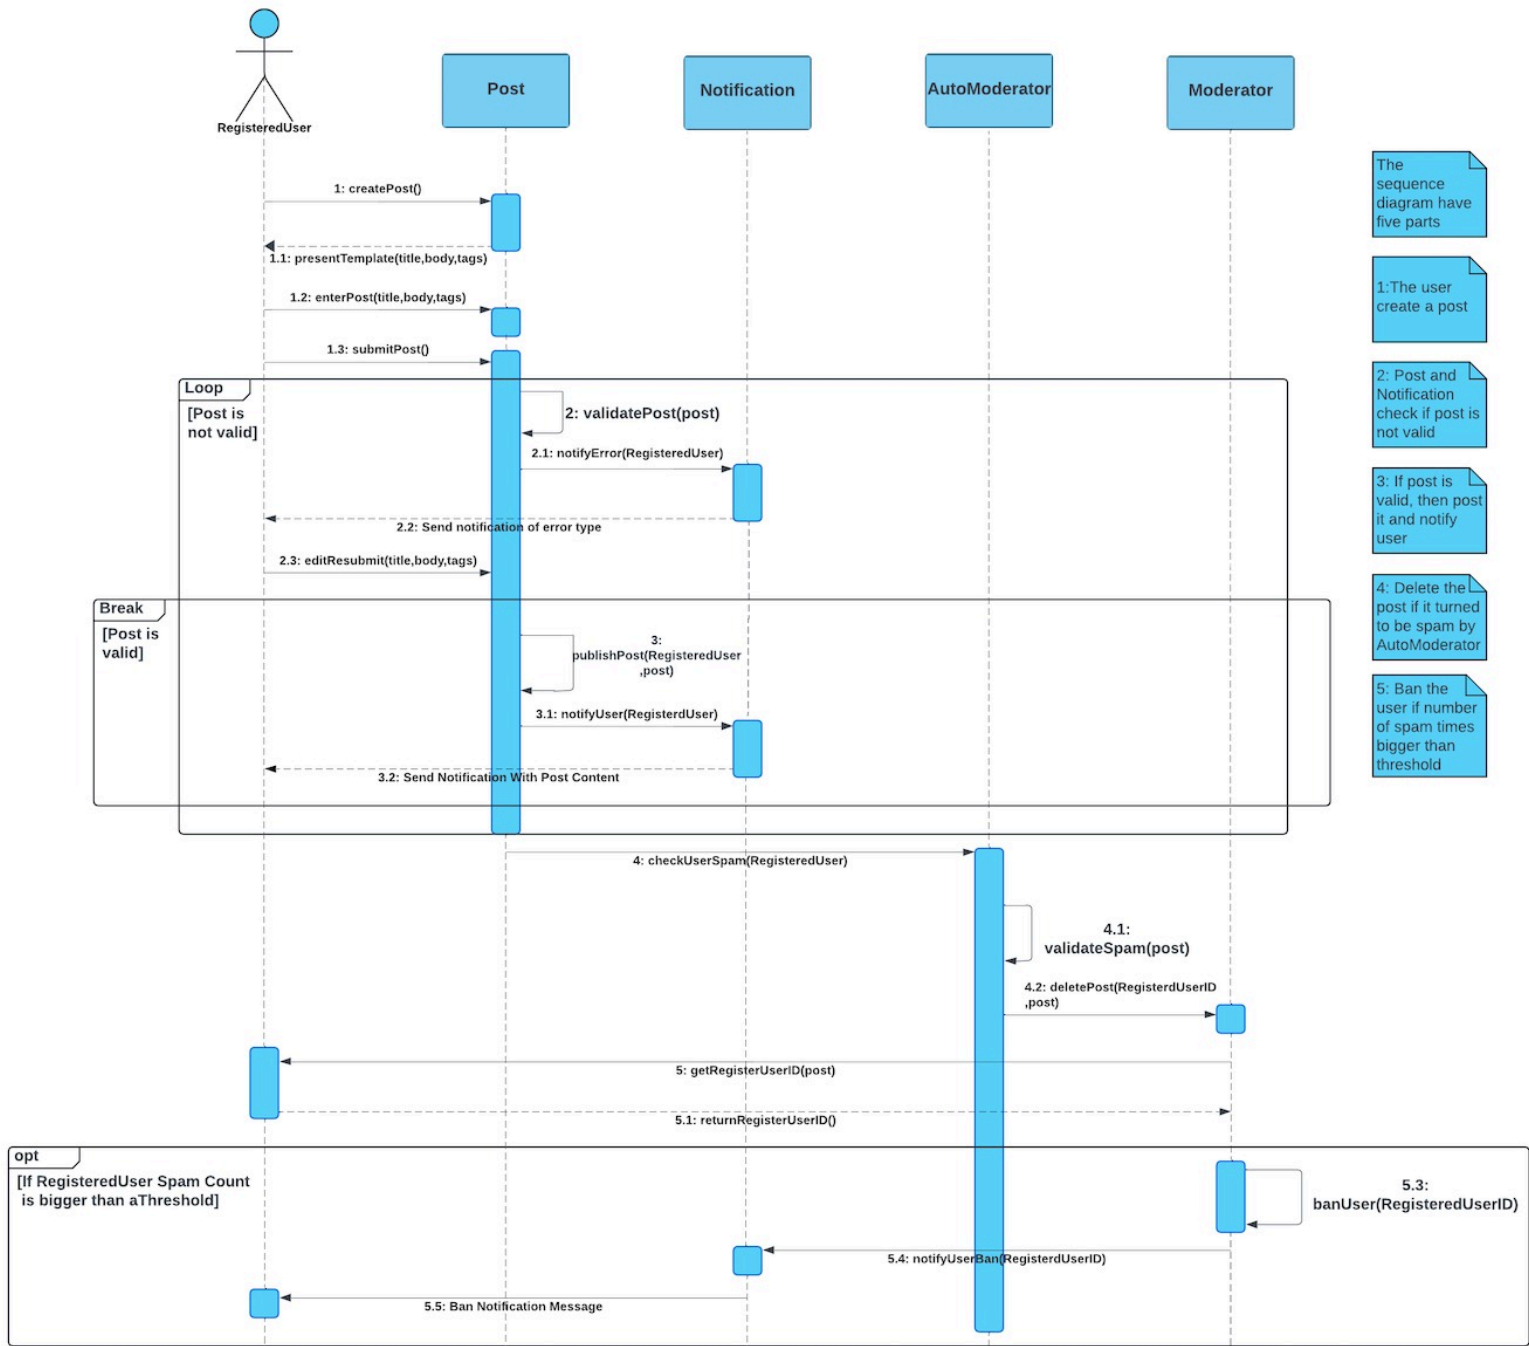 RegisteredUser
Post
Notification
AutoModerator
Moderator
The
sequence
diagram have
five parts
1: createPost()
1.1: presentTemplate(title,body,tags)
1:The user
create a post
1.2: enterPost(title,body,tags)
1.3: submitPost()
2: Post and
Notification
check if post is
not valid
Loop
[Post is
not valid]
2: validatePost(post)
2.1: notifyError(RegisteredUser)
3: If post is
valid, then post
it and notify
user
2.2: Send notification of error type
2.3: editResubmit(title,body,tags)
4: Delete the
post if it turned
to be spam by
AutoModerator
Break
[Post is
valid]
3:
publishPost(RegisteredUser
,post)
5: Ban the
user if number
of spam times
bigger than
threshold
3.1: notifyUser(RegisterdUser)
3.2: Send Notification With Post Content
4: checkUserSpam(RegisteredUser)
4.1:
validateSpam(post)
4.2: deletePost(RegisterdUserID
,post)
5: getRegisterUserID(post)
5.1: returnRegisterUserID()
opt
[If RegisteredUser Spam Count
is bigger than aThreshold]
5.3:
banUser(RegisteredUserID)
5.4: notifyUserBan(RegisterdUserID)
5.5: Ban Notification Message